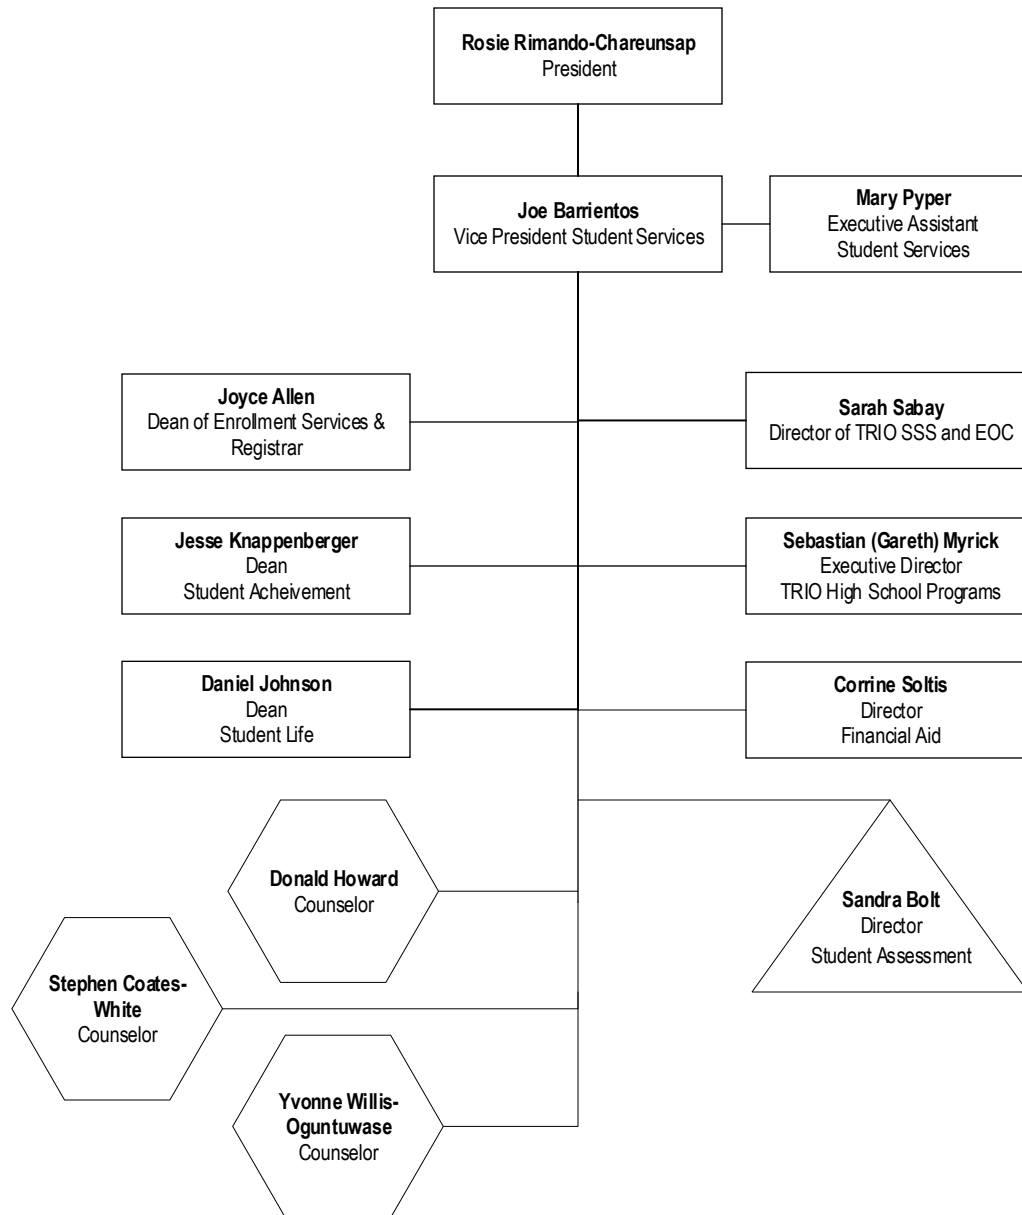 Rosie Rimando-Chareunsap
President
Joe Barrientos
Vice President Student Services
Mary Pyper
Executive Assistant
Student Services
Joyce Allen
Dean of Enrollment Services &
Registrar
Sarah Sabay
Director of TRIO SSS and EOC
Jesse Knappenberger
Dean
Student Acheivement
Sebastian (Gareth) Myrick
Executive Director
TRIO High School Programs
Daniel Johnson
Dean
Student Life
Corrine Soltis
Director
Financial Aid
Donald Howard
Counselor
Sandra Bolt
Director
Student Assessment
Stephen Coates-
White
Counselor
Yvonne Willis-
Oguntuwase
Counselor